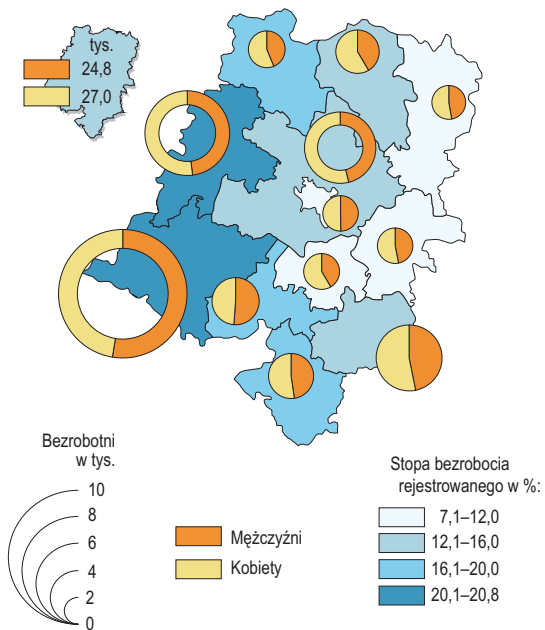 tys.
24,8
27,0
Bezrobotni
w tys.
10
8
6
4
2
0
Mężczyźni
Kobiety
Stopa bezrobocia
rejestrowanego w %:
7,1–12,0
12,1–16,0
16,1–20,0
20,1–20,8